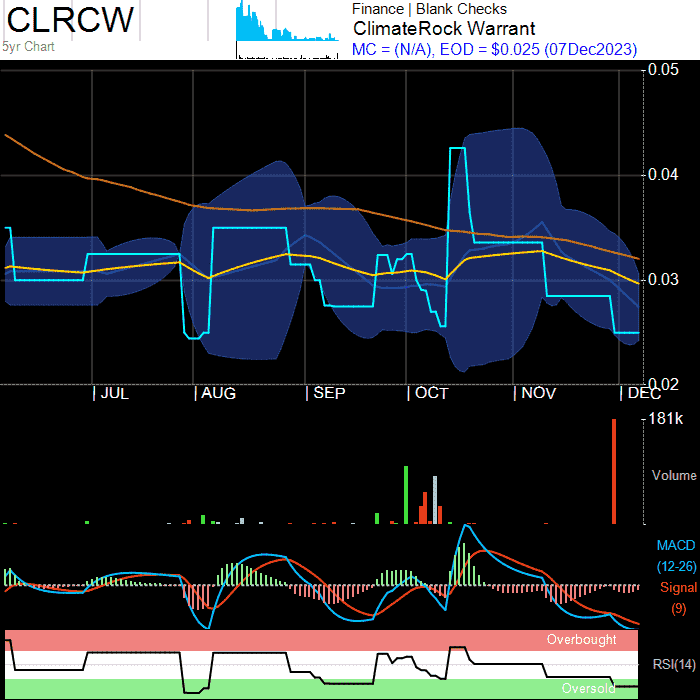 CLRCW
5yr Chart
Finance | Blank Checks
ClimateRock Warrant
MC = (N/A), EOD = $0.025 (07Dec2023)
0.05
0.04
0.03
0.02
| JUL | AUG | SEP | OCT | NOV | DEC
181k
Volume
MACD
(12-26)
Signal
(9)
Overbought
RSI(14)
Oversold